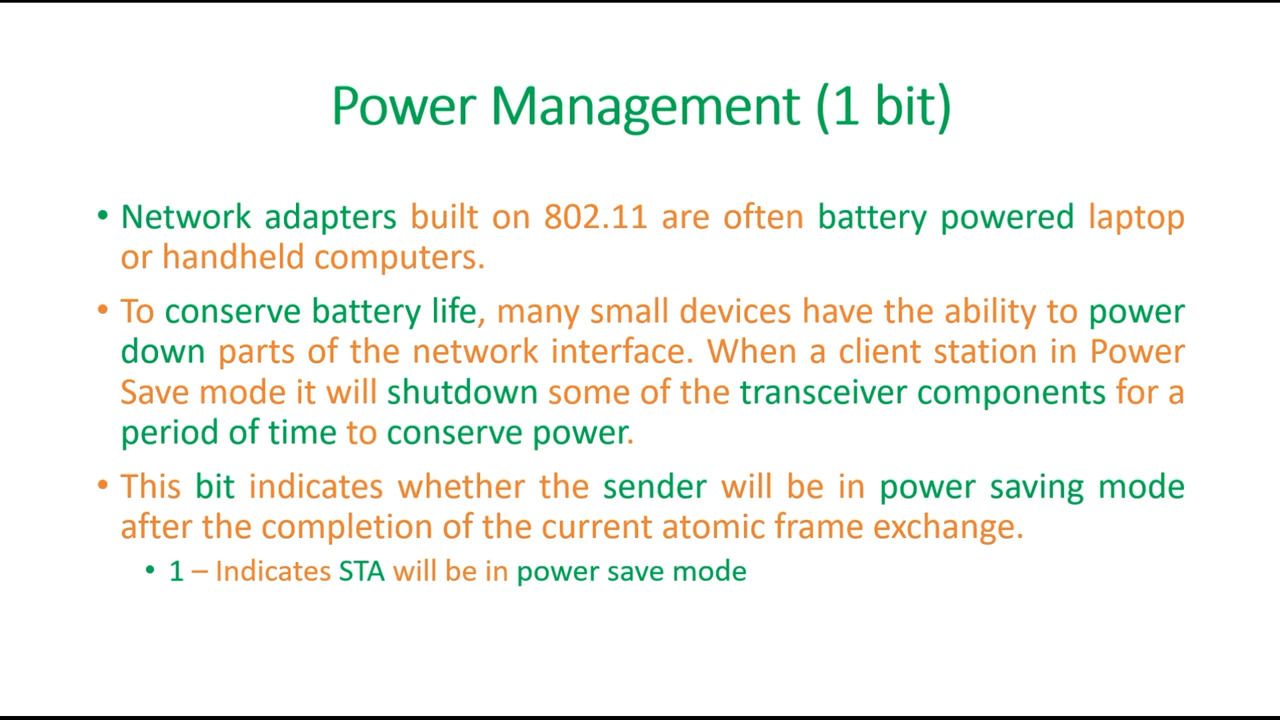 Power Management (1 bit)
• Network adapters built on 802.11 are often battery powered laptop
or handheld computers.
• To conserve battery life, many small devices have the ability to power
down parts of the network interface. When a client station in Power
Save mode it will shutdown some of the transceiver components for a
period of time to conserve power.
• This bit indicates whether the sender will be in power saving mode
after the completion of the current atomic frame exchange.
• 1 – Indicates STA will be in power save mode